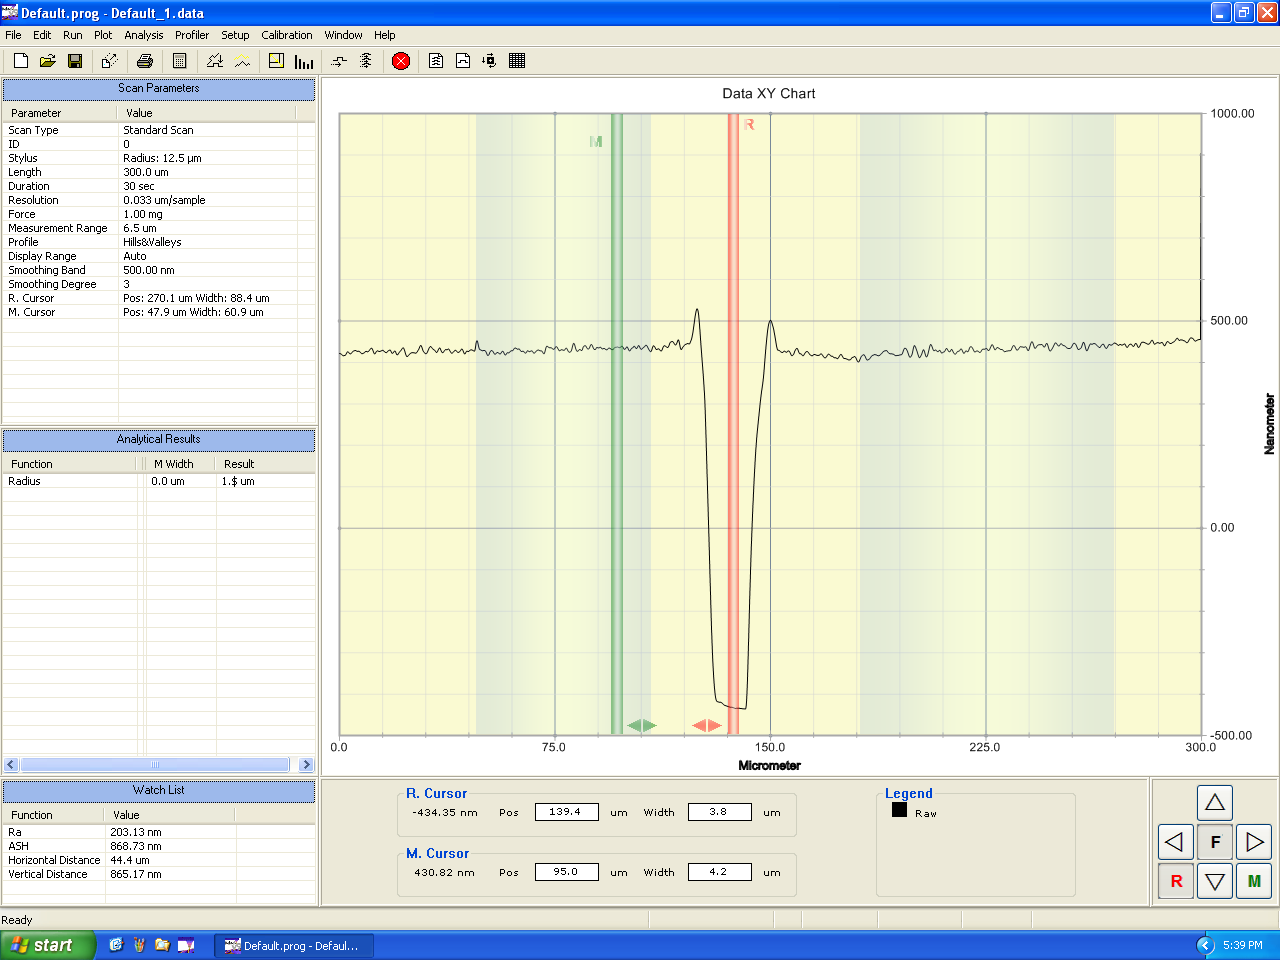 Default.prog - Default_1.data
File Edit Run Plot Analysis Profiler Setup Calibration Window Help
Scan Parameters
Parameter Value
Scan Type Standard Scan
ID 0
Stylus Radius: 12.5 µm
Length 300.0 um
Duration 30 sec
Resolution 0.033 um/sample
Force 1.00 mg
Measurement Range 6.5 um
Profile Hills&Valleys
Display Range Auto
Smoothing Band 500.00 nm
Smoothing Degree 3
R. Cursor Pos: 270.1 um Width: 88.4 um
M. Cursor Pos: 47.9 um Width: 60.9 um
Analytical Results
Function M Width Result
Radius 0.0 um 1.$ um
Watch List
Function Value
Ra 203.13 nm
ASH 868.73 nm
Horizontal Distance 44.4 um
Vertical Distance 865.17 nm
Data XY Chart
M R
1000.00
500.00
0.00
-500.00
Nanometer
0.0 75.0 150.0 225.0 300.0
Micrometer
R. Cursor
-434.35 nm Pos 139.4 um Width 3.8 um
M. Cursor
430.82 nm Pos 95.0 um Width 4.2 um
Legend
Raw
F
R M
Ready
start Default.prog - Defaul... 5:39 PM